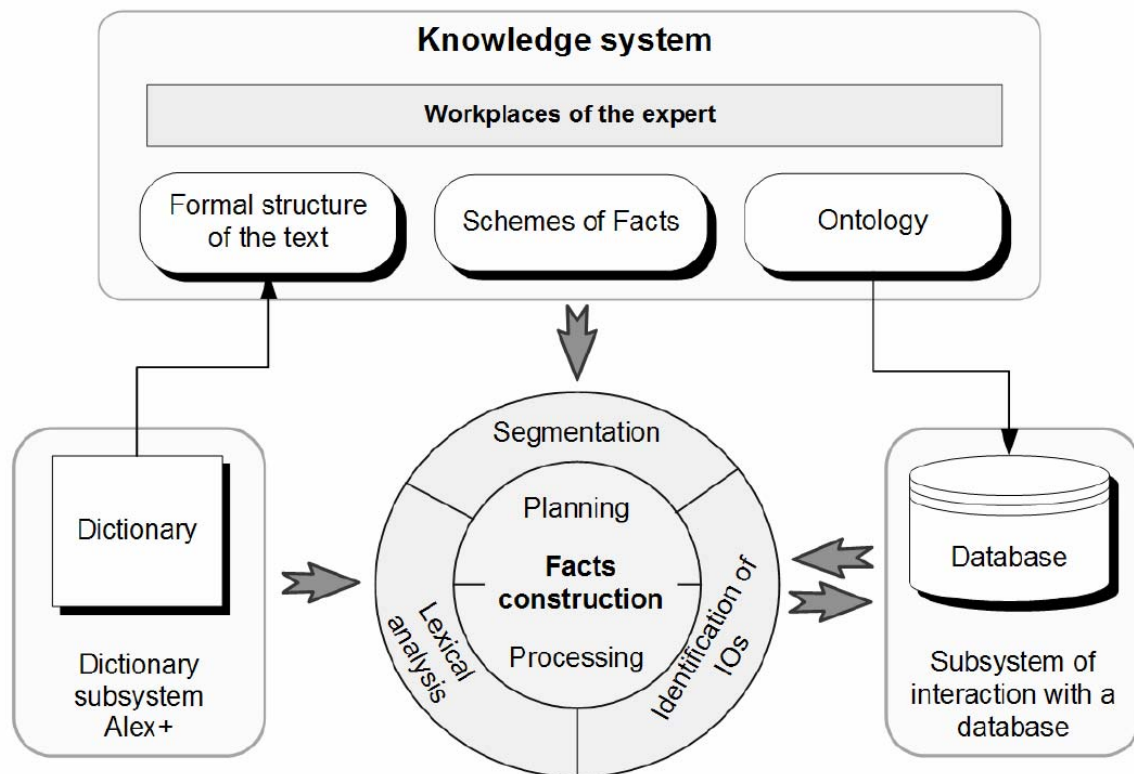 Knowledge system
Workplaces of the expert
Formal structure
of the text
Schemes of Facts
Ontology
Segmentation
Planning
Facts
construction
Processing
Lexical
analysis
Identification of
IOs
Dictionary
Dictionary
subsystem
Alex+
Database
Subsystem of
interaction with a
database